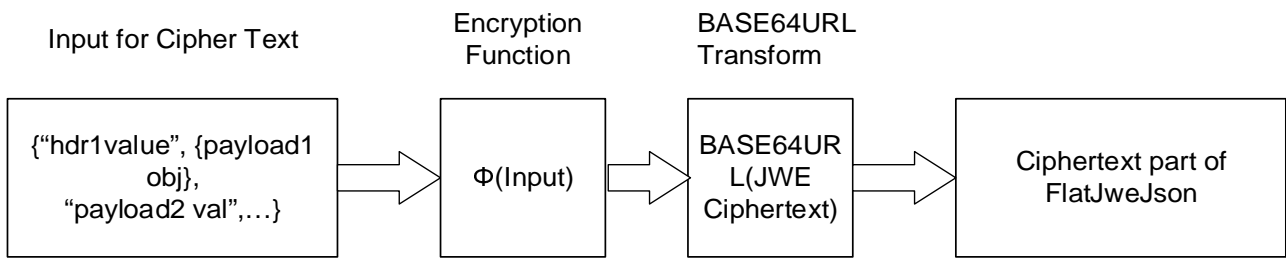 Input for Cipher Text
Encryption
Function
BASE64URL
Transform
{“hdr1value”, {payload1
obj},
“payload2 val”,…}
Φ(Input)
BASE64UR
L(JWE
Ciphertext)
Ciphertext part of
FlatJweJson